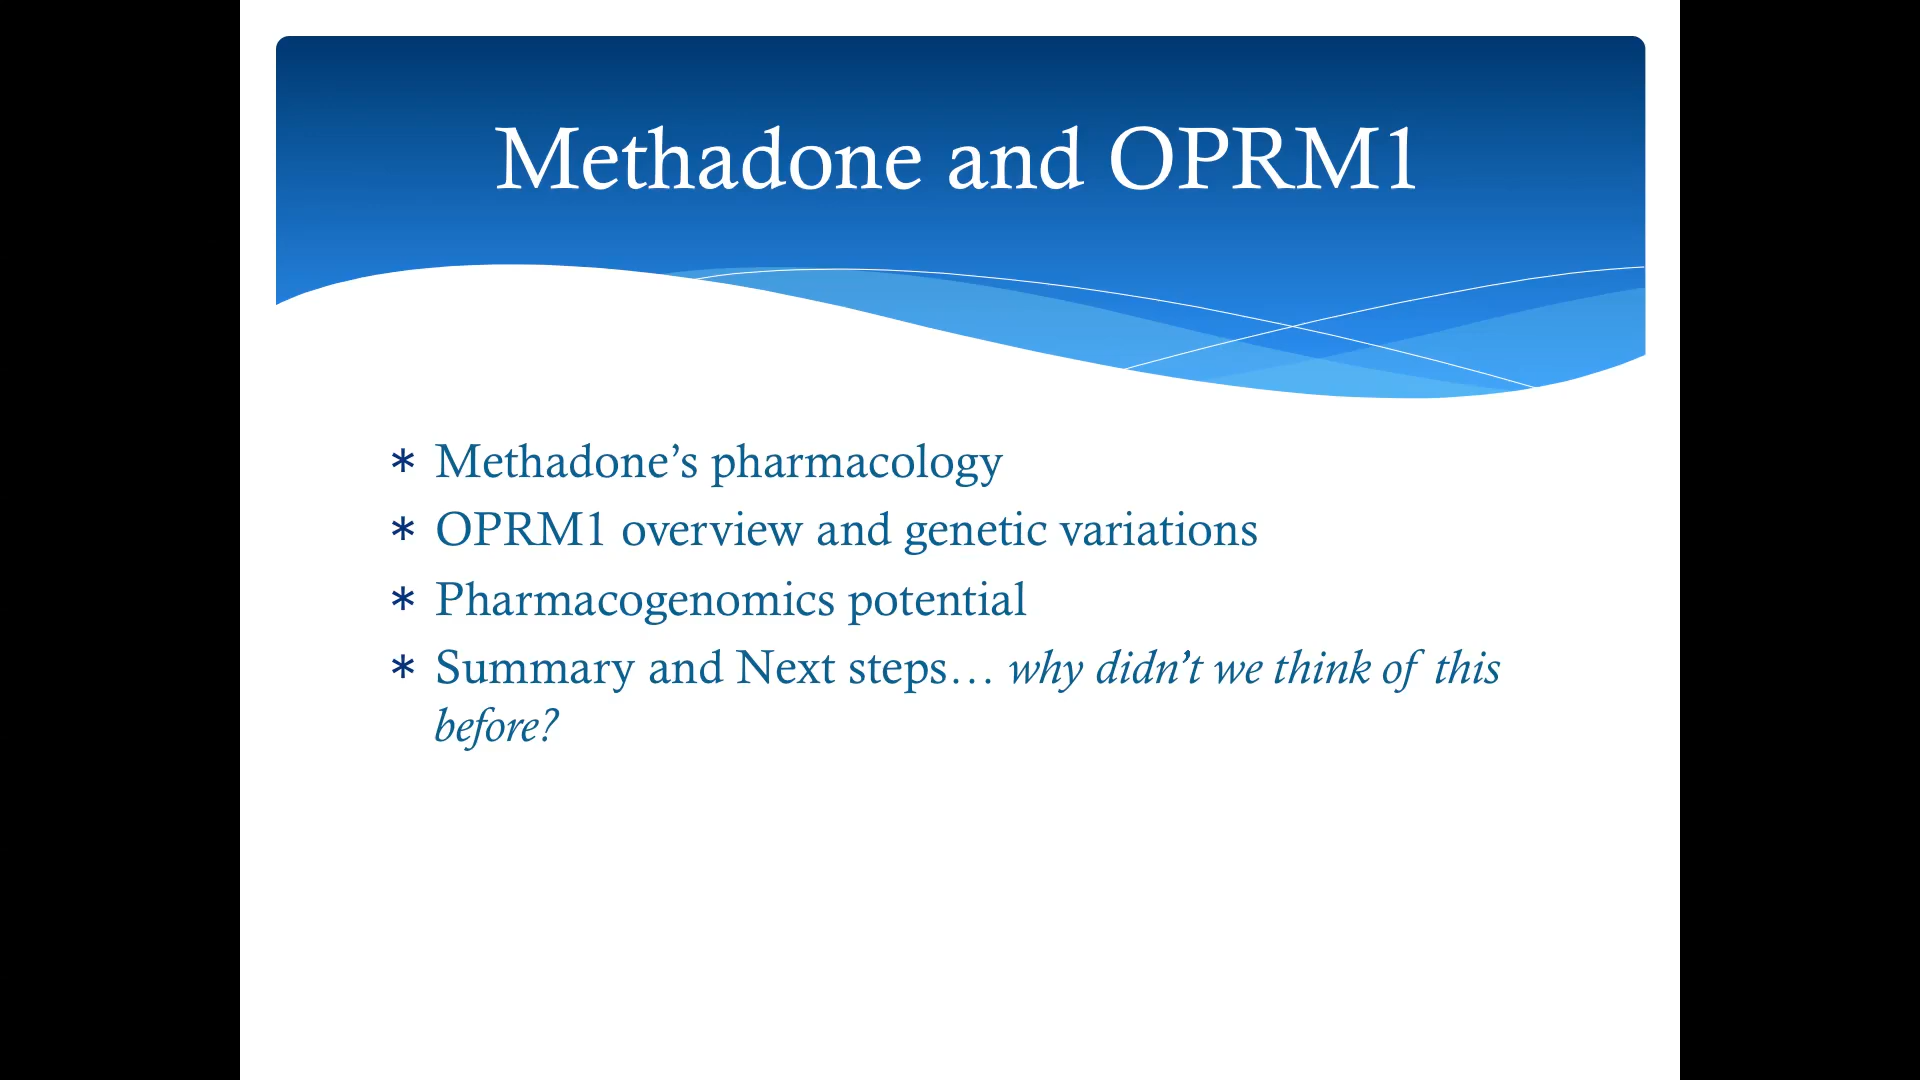 Methadone and OPRM1
* Methadone’s pharmacology
* OPRM1 overview and genetic variations
* Pharmacogenomics potential
* Summary and Next steps… why didn’t we think of this
before?